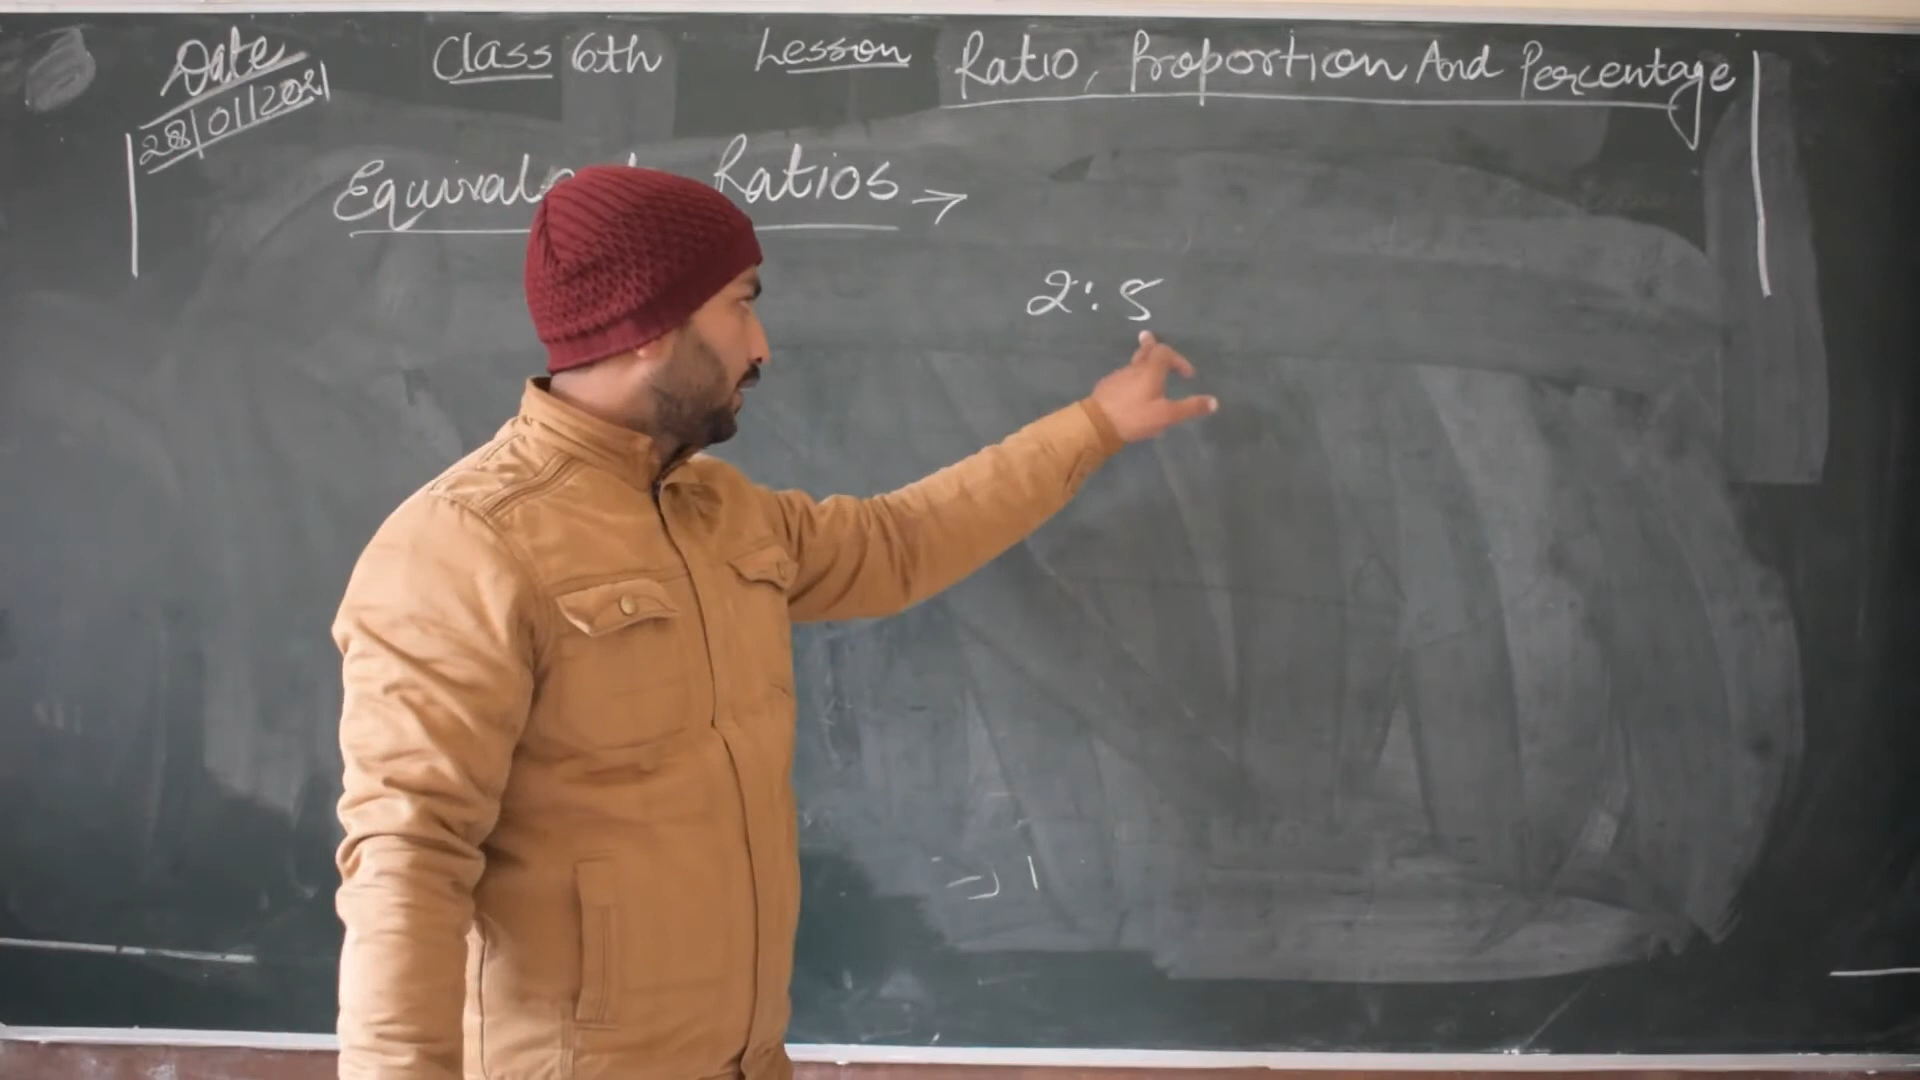 Date Class 6th Lesson Ratio, Proportion And Percentage
28/01/2021
Ratios →
2:5